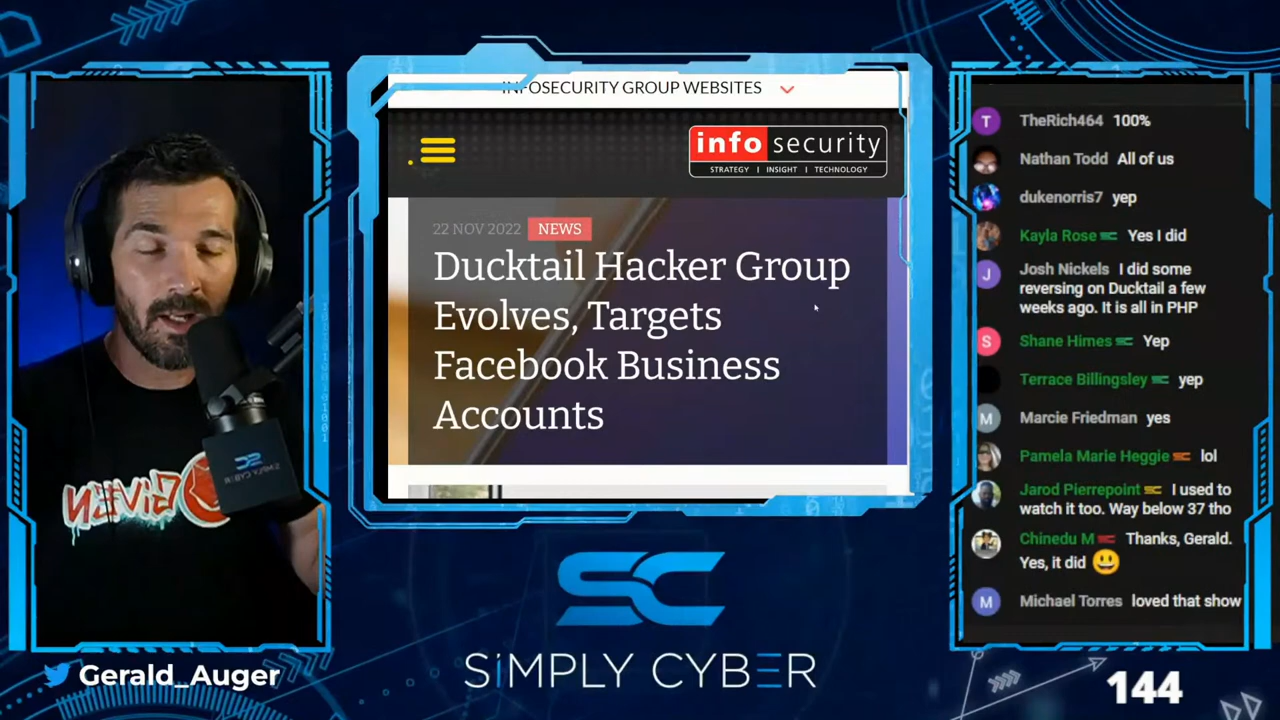 INFOSECURITY GROUP WEBSITES
info security
STRATEGY | INSIGHT | TECHNOLOGY
22 NOV 2022 NEWS
Ducktail Hacker Group
Evolves, Targets
Facebook Business
Accounts
SC
SIMPLY CYBER
Gerald_Auger
SIMPLY CYBER
T TheRich464 100%
Nathan Todd All of us
dukenorris7 yep
Kayla Rose Yes I did
J Josh Nickels I did some
reversing on Ducktail a few
weeks ago. It is all in PHP
S Shane Himes Yep
Terrace Billingsley yep
M Marcie Friedman yes
Pamela Marie Heggie lol
Jarod Pierrepoint I used to
watch it too. Way below 37 tho
Chinedu M Thanks, Gerald.
Yes, it did 😃
M Michael Torres loved that show
144